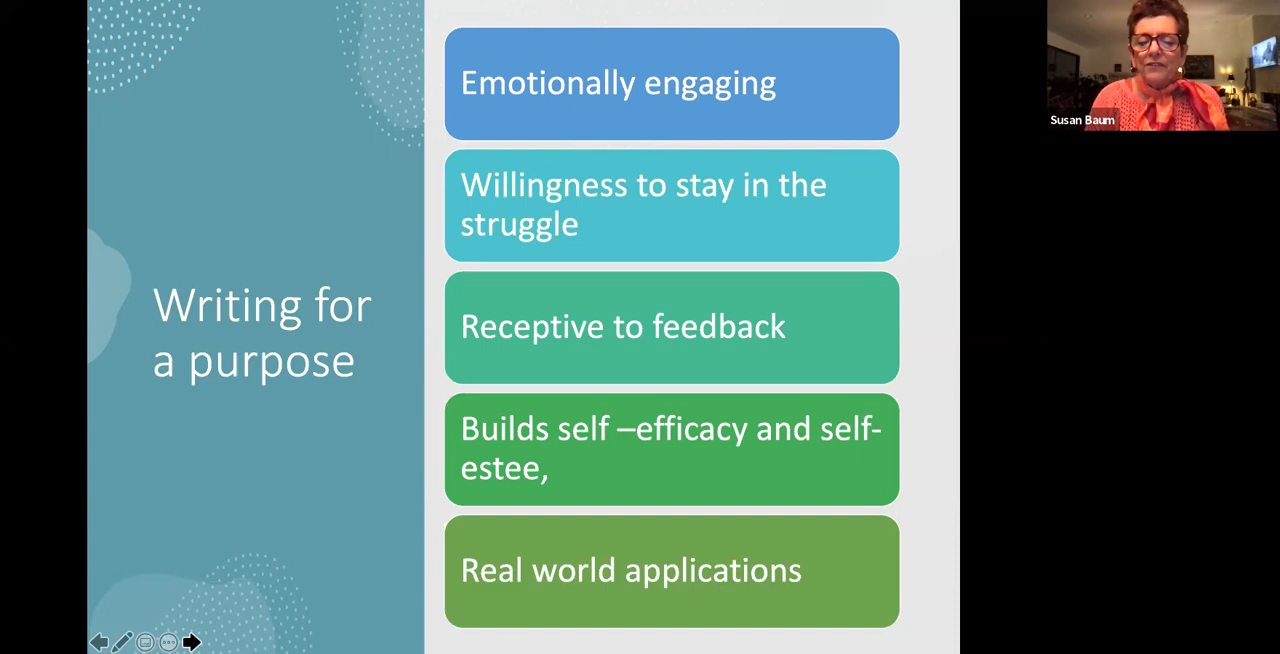 Writing for
a purpose
Emotionally engaging
Willingness to stay in the
struggle
Receptive to feedback
Builds self –efficacy and self-
estee,
Real world applications
Susan Baum